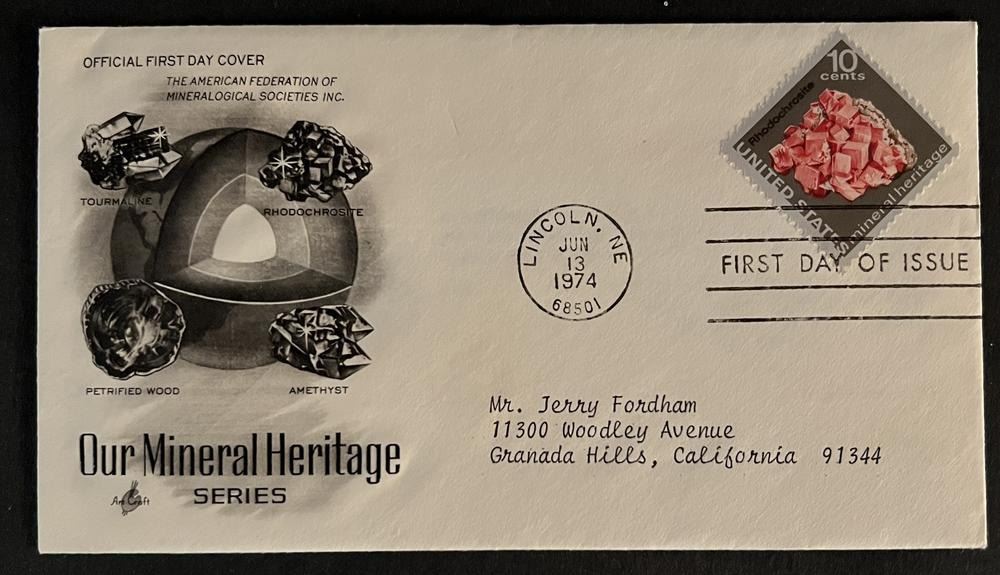 OFFICIAL FIRST DAY COVER
THE AMERICAN FEDERATION OF
MINERALOGICAL SOCIETIES INC.
TOURMALINE
RHODOCHROSITE
PETRIFIED WOOD
AMETHYST
Our Mineral Heritage
SERIES
Art Craft
LINCOLN, NE
JUN
13
1974
68501
10
cents
Rhodochrosite
UNITED STATES
mineral heritage
FIRST DAY OF ISSUE
Mr. Jerry Fordham
11300 Woodley Avenue
Granada Hills, California 91344